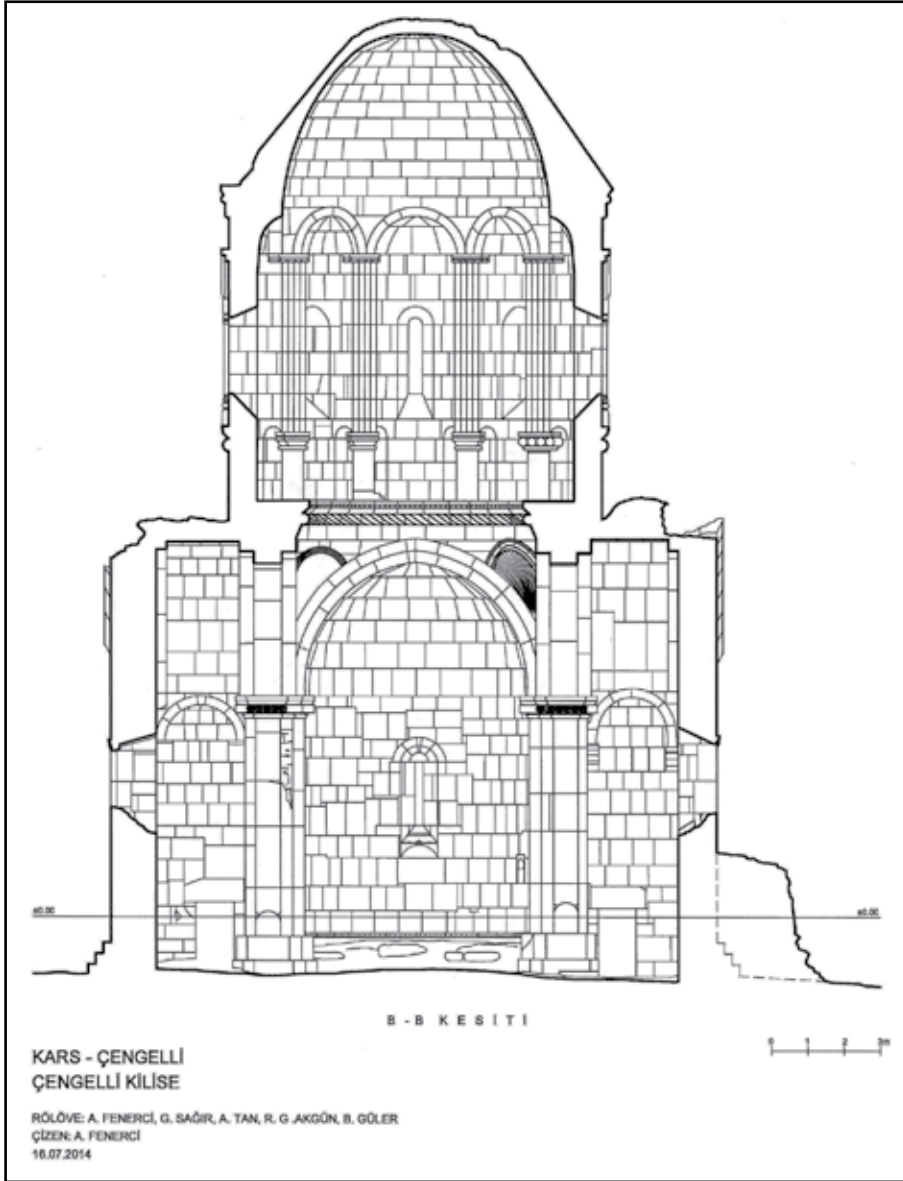 ±0.00 ±0.00
B - B K E S İ T İ
0 1 2 3m
KARS - ÇENGELLİ
ÇENGELLİ KİLİSE
RÖLÖVE: A. FENERCİ, G. SAĞIR, A. TAN, R. G .AKGÜN, B. GÜLER
ÇİZEN: A. FENERCİ
16.07.2014